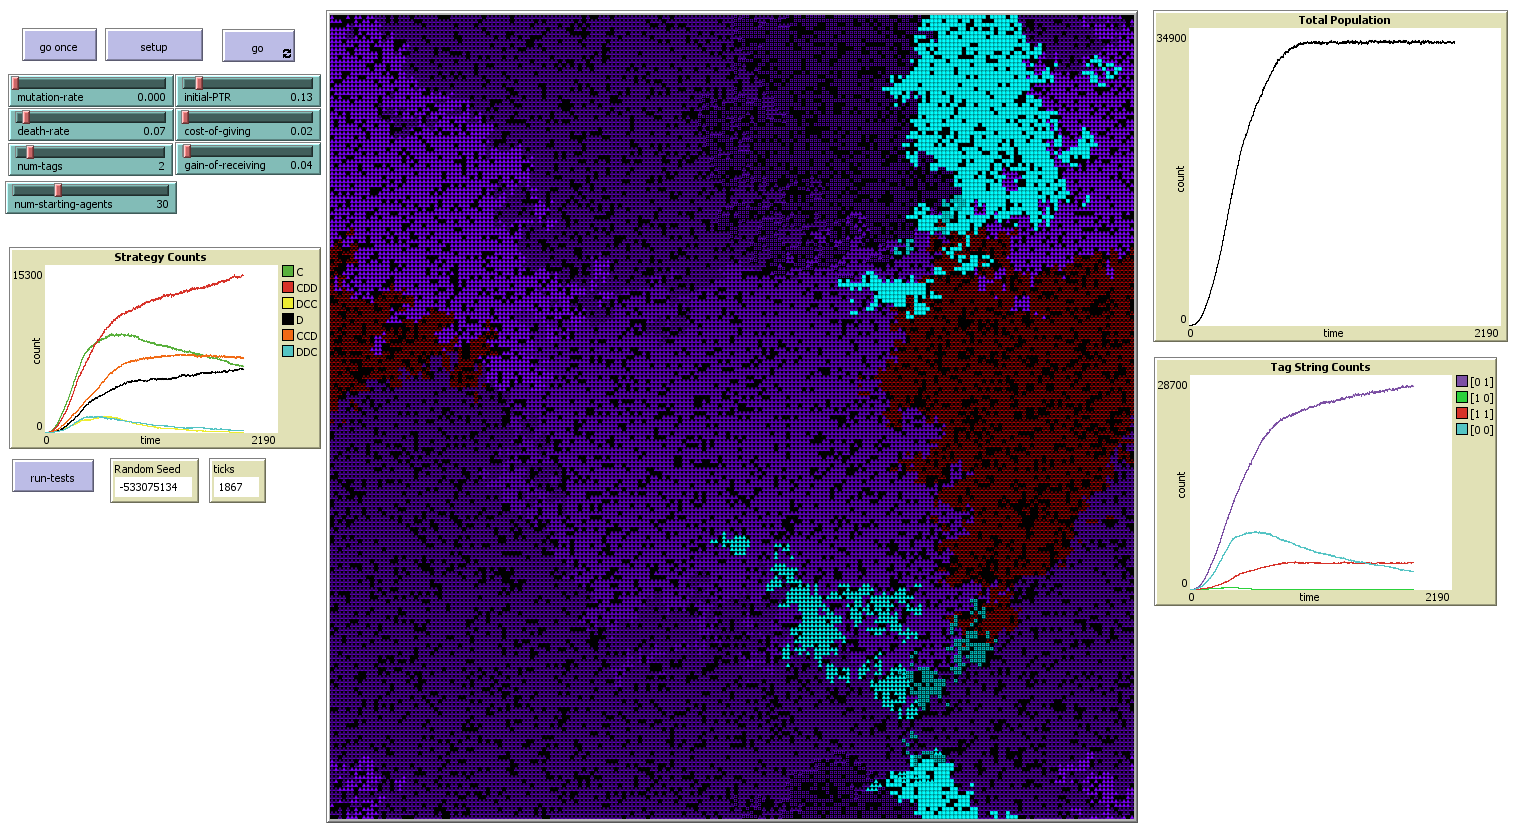 go once
setup
go
mutation-rate 0.000
initial-PTR 0.13
death-rate 0.07
cost-of-giving 0.02
num-tags 2
gain-of-receiving 0.04
num-starting-agents 30
Strategy Counts
15300
count
0
0
time
2190
C
CDD
DCC
D
CCD
DDC
run-tests
Random Seed
-533075134
ticks
1867
Total Population
34900
count
0
0
time
2190
Tag String Counts
28700
count
0
0
time
2190
[0 1]
[1 0]
[1 1]
[0 0]